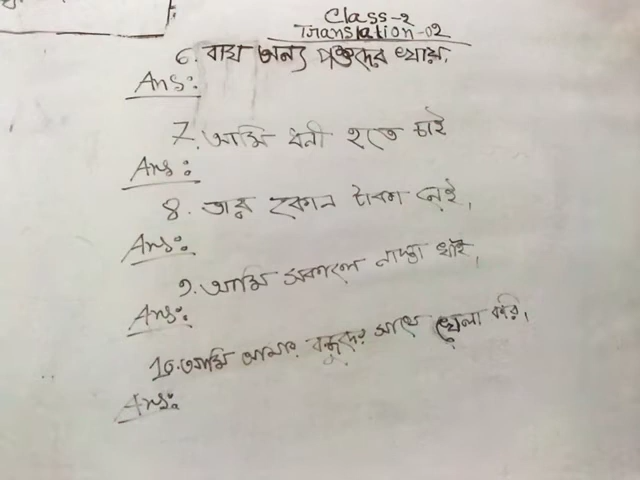 Class-2
Translation-02
6. বাঘ অন্য পশুদের খায়।
Ans:
7. আমি ধনী হতে চাই
Ans:
8. তার কোন টাকা নেই।
Ans:
9. আমি সকালে নাস্তা খাই।
Ans:
10. আমি আমার বন্ধুদের সাথে খেলা করি।
Ans: